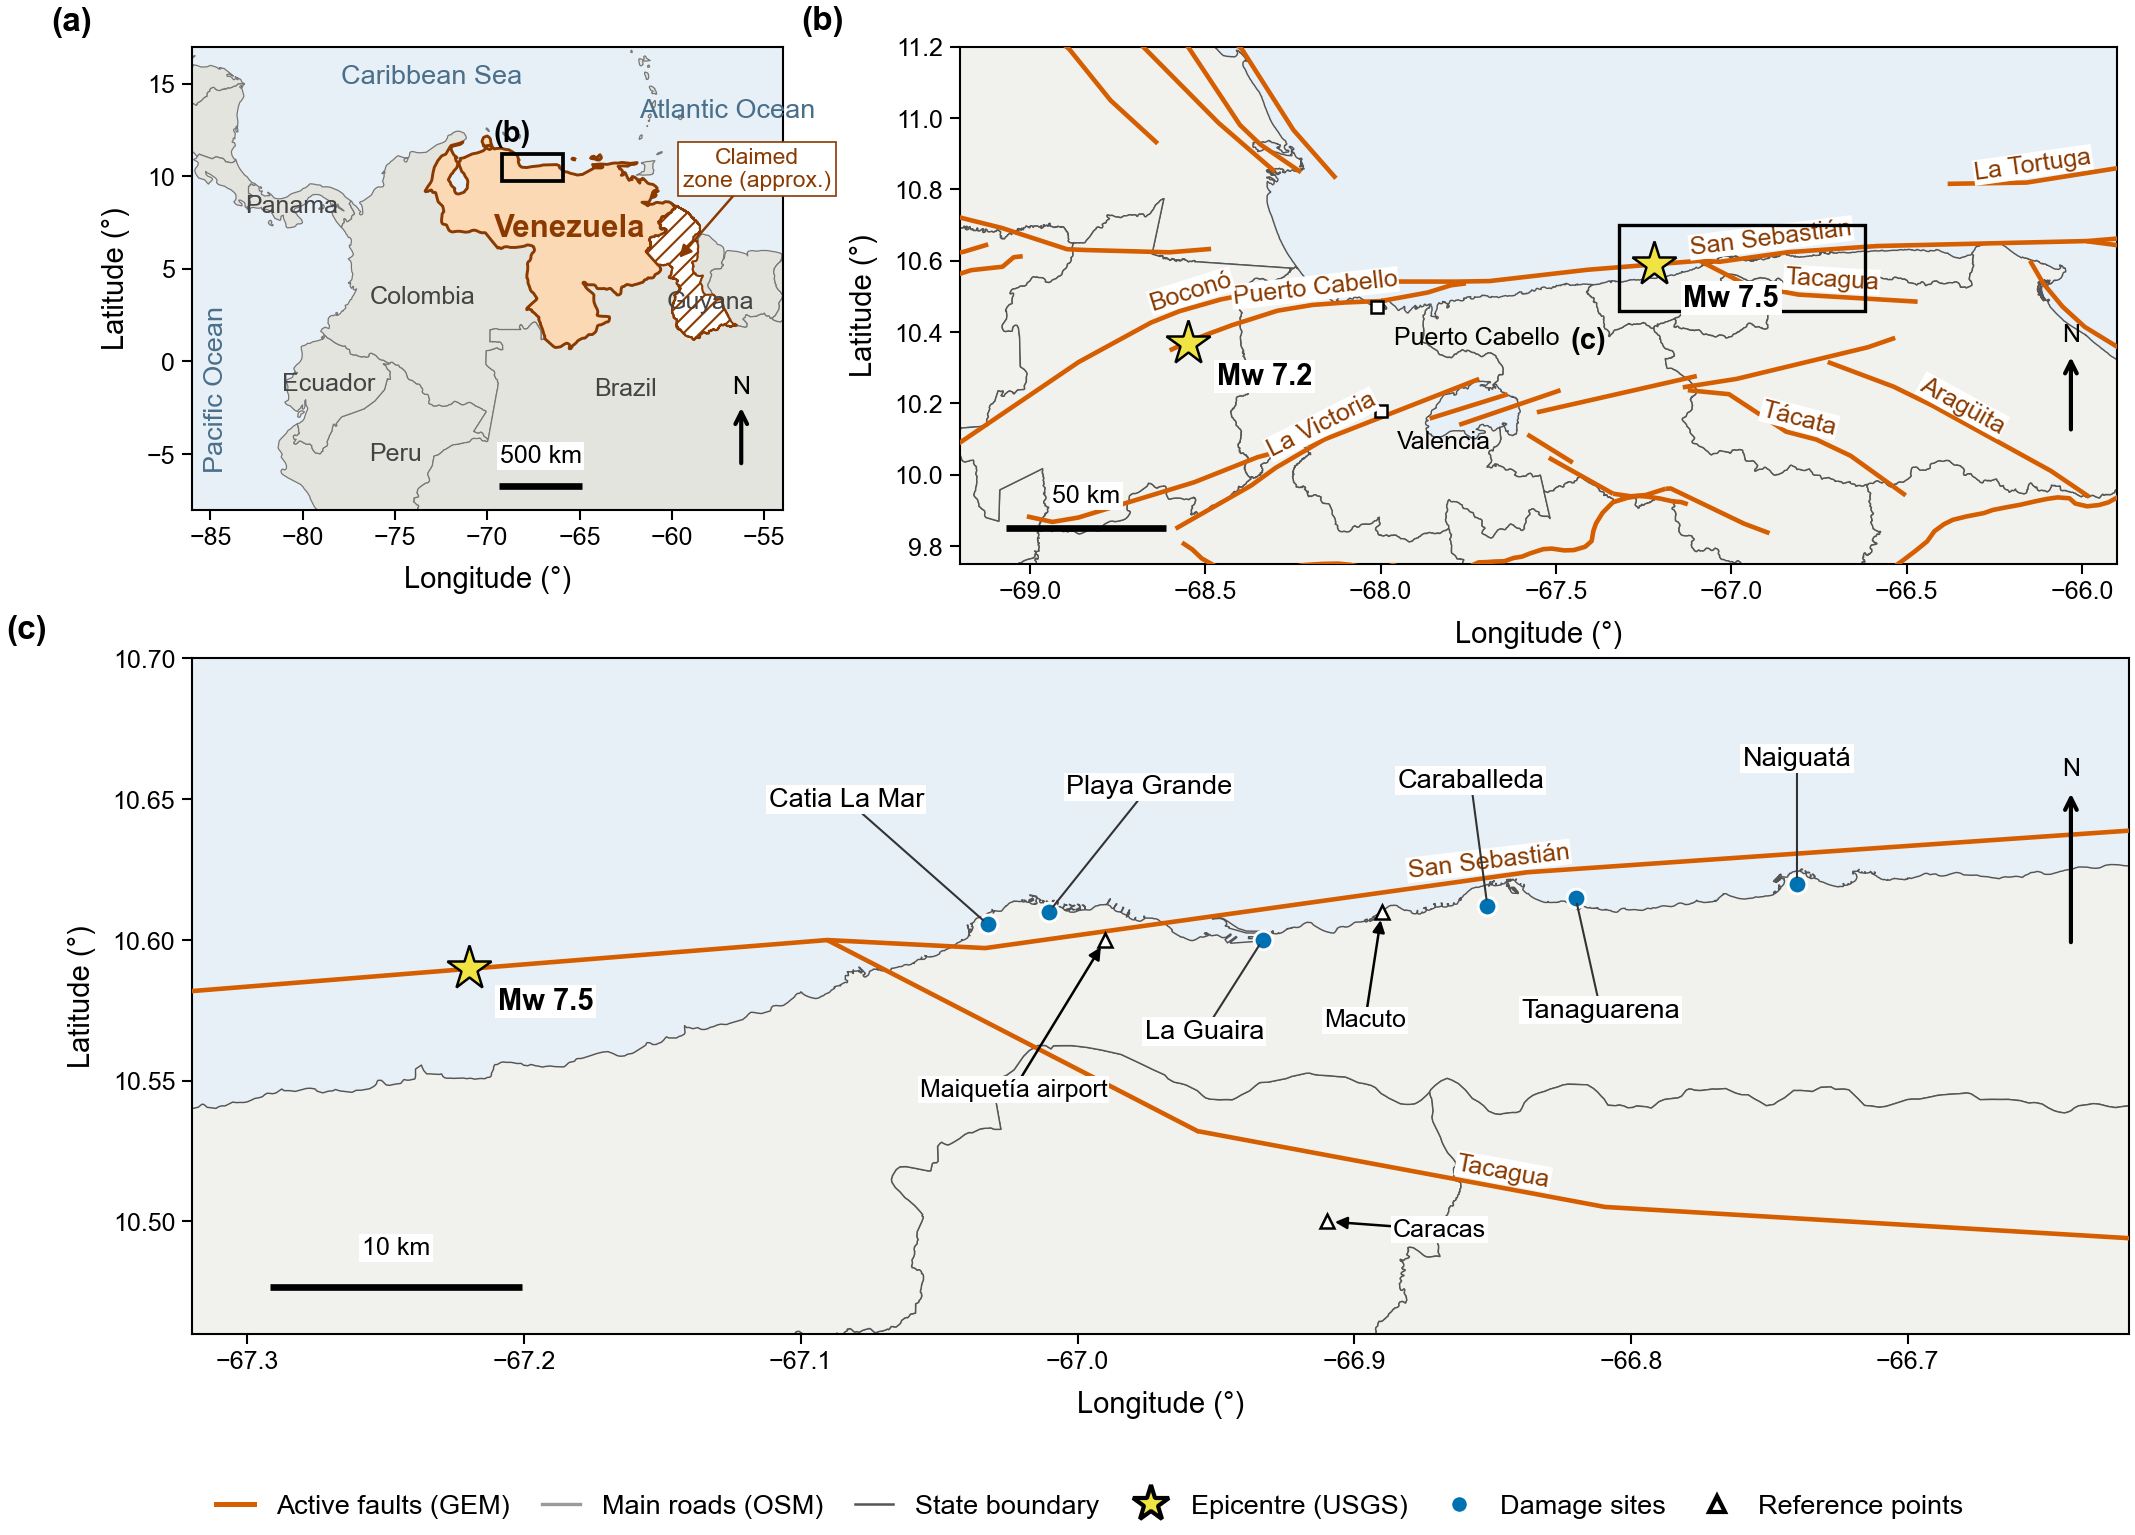 (a)
Caribbean Sea
Atlantic Ocean
(b)
Claimed
zone (approx.)
Panama
Venezuela
Colombia
Guyana
Pacific Ocean
Ecuador
Brazil
Peru
N
500 km
15
10
5
0
−5
Latitude (°)
−85
−80
−75
−70
−65
−60
−55
Longitude (°)
(b)
11.2
11.0
10.8
10.6
10.4
10.2
10.0
9.8
Latitude (°)
La Tortuga
San Sebastián
Boconó
Puerto Cabello
Tacagua
Mw 7.5
Puerto Cabello
(c)
N
Mw 7.2
La Victoria
Valencia
Tácata
Aragüita
50 km
−69.0
−68.5
−68.0
−67.5
−67.0
−66.5
−66.0
Longitude (°)
(c)
10.70
10.65
10.60
10.55
10.50
Latitude (°)
Naiguatá
Caraballeda
Playa Grande
Catia La Mar
N
San Sebastián
Mw 7.5
Tanaguarena
Macuto
La Guaira
Maiquetía airport
Tacagua
Caracas
10 km
−67.3
−67.2
−67.1
−67.0
−66.9
−66.8
−66.7
Longitude (°)
Active faults (GEM)
Main roads (OSM)
State boundary
Epicentre (USGS)
Damage sites
Reference points